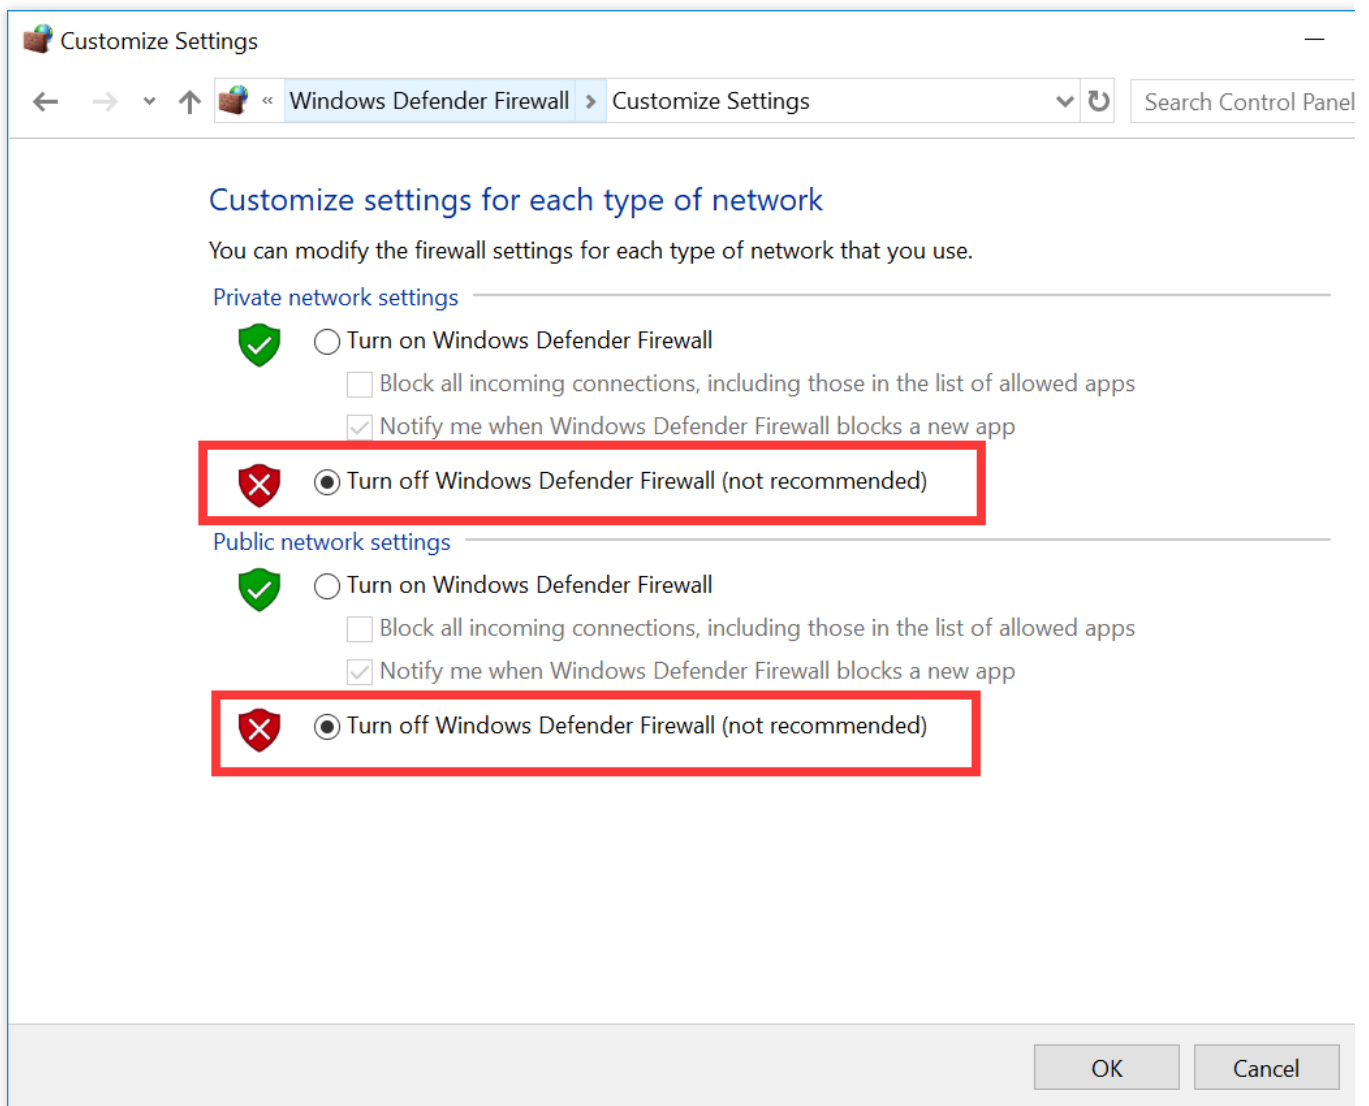 Customize Settings
« Windows Defender Firewall > Customize Settings
Search Control Panel
Customize settings for each type of network
You can modify the firewall settings for each type of network that you use.
Private network settings
Turn on Windows Defender Firewall
Block all incoming connections, including those in the list of allowed apps
Notify me when Windows Defender Firewall blocks a new app
Turn off Windows Defender Firewall (not recommended)
Public network settings
Turn on Windows Defender Firewall
Block all incoming connections, including those in the list of allowed apps
Notify me when Windows Defender Firewall blocks a new app
Turn off Windows Defender Firewall (not recommended)
OK
Cancel